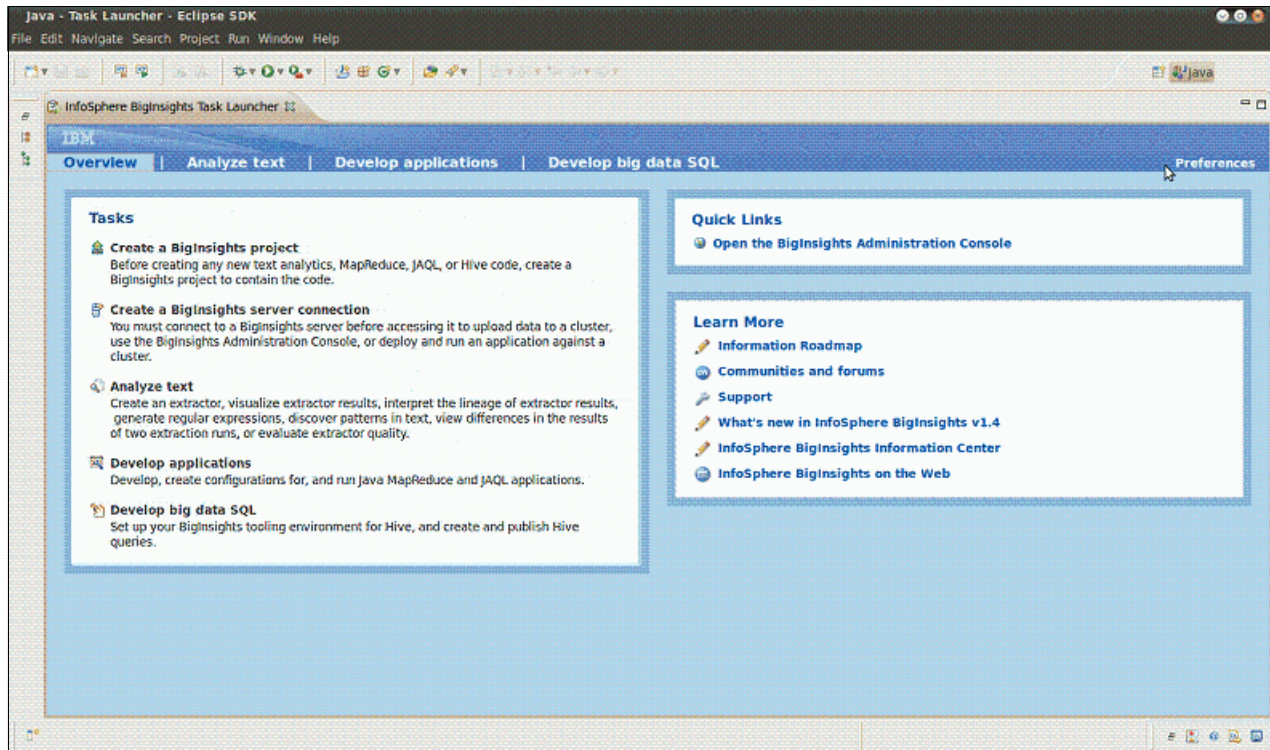 Java - Task Launcher - Eclipse SDK
File Edit Navigate Search Project Run Window Help
Java
InfoSphere BigInsights Task Launcher
IBM
Overview | Analyze text | Develop applications | Develop big data SQL
Preferences
Tasks
Create a BigInsights project
Before creating any new text analytics, MapReduce, JAQL, or Hive code, create a
BigInsights project to contain the code.
Create a BigInsights server connection
You must connect to a BigInsights server before accessing it to upload data to a cluster,
use the BigInsights Administration Console, or deploy and run an application against a
cluster.
Analyze text
Create an extractor, visualize extractor results, interpret the lineage of extractor results,
generate regular expressions, discover patterns in text, view differences in the results
of two extraction runs, or evaluate extractor quality.
Develop applications
Develop, create configurations for, and run Java MapReduce and JAQL applications.
Develop big data SQL
Set up your BigInsights tooling environment for Hive, and create and publish Hive
queries.
Quick Links
Open the BigInsights Administration Console
Learn More
Information Roadmap
Communities and forums
Support
What's new in InfoSphere BigInsights v1.4
InfoSphere BigInsights Information Center
InfoSphere BigInsights on the Web